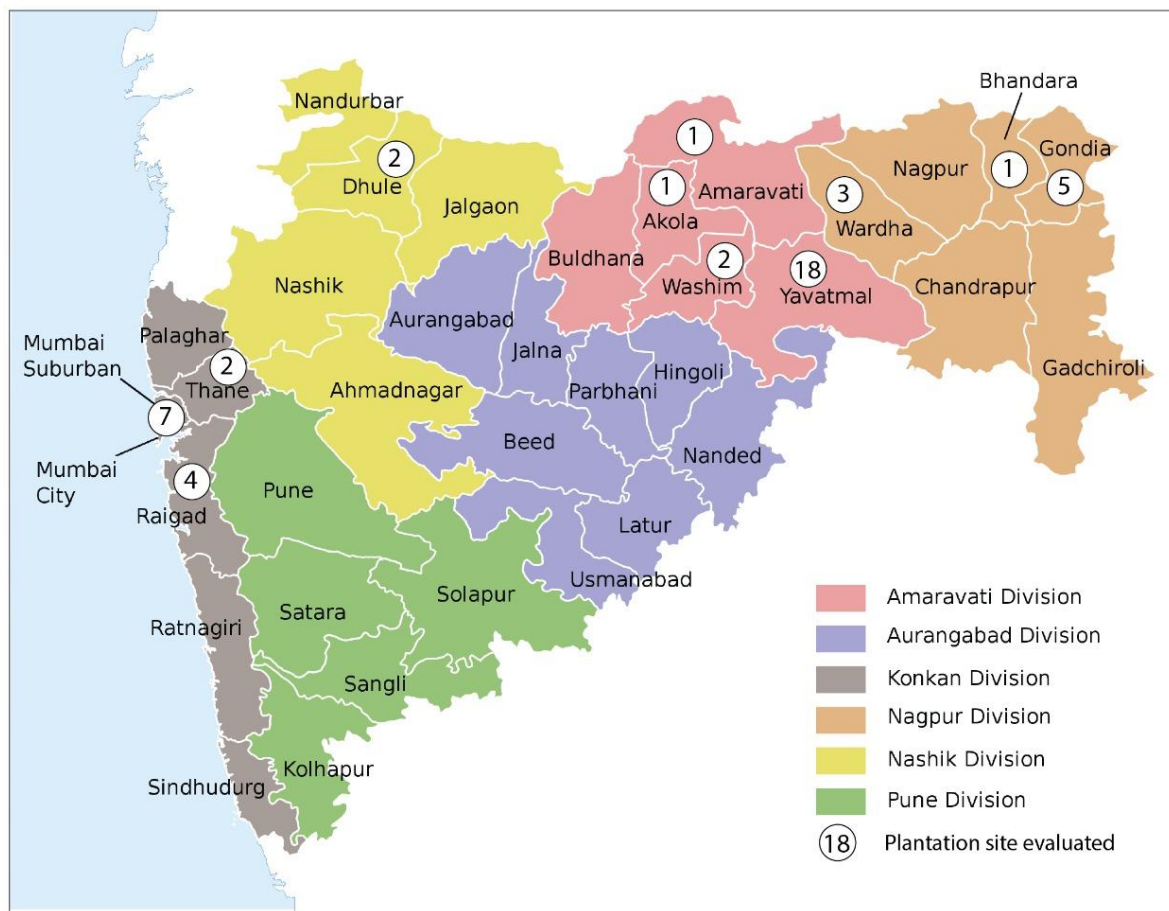 Nandurbar
2
Dhule
Jalgaon
Nashik
Ahmadnagar
1
1
Amaravati
Akola
Buldhana
2
Washim
18
Yavatmal
Bhandara
Nagpur
1
Gondia
5
3
Wardha
Chandrapur
Gadchiroli
Aurangabad
Jalna
Parbhani
Hingoli
Beed
Nanded
Latur
Usmanabad
Palaghar
Mumbai
Suburban
2
Thane
7
Mumbai
City
4
Raigad
Ratnagiri
Sindhudurg
Pune
Satara
Solapur
Sangli
Kolhapur
Amaravati Division
Aurangabad Division
Konkan Division
Nagpur Division
Nashik Division
Pune Division
18 Plantation site evaluated